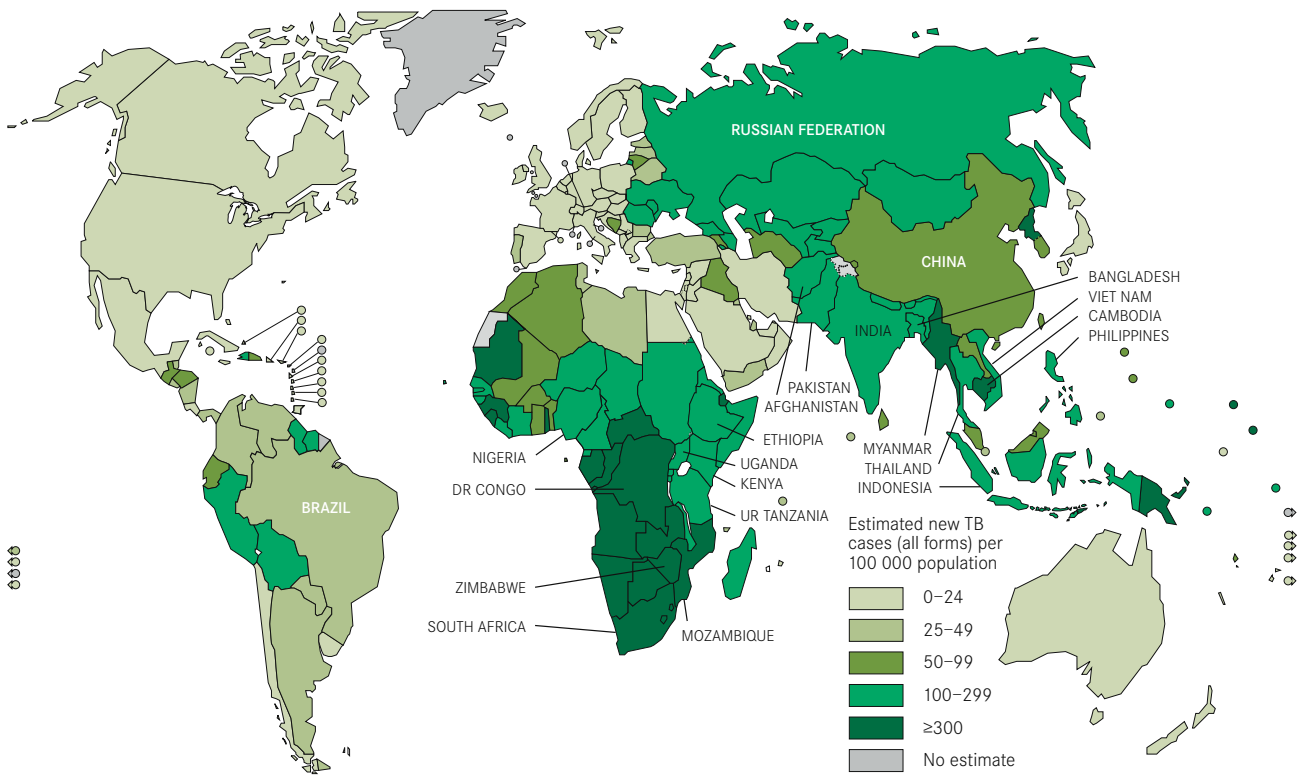 RUSSIAN FEDERATION
CHINA
BANGLADESH
VIET NAM
CAMBODIA
PHILIPPINES
INDIA
PAKISTAN
AFGHANISTAN
ETHIOPIA
NIGERIA
UGANDA
KENYA
DR CONGO
BRAZIL
UR TANZANIA
MYANMAR
THAILAND
INDONESIA
ZIMBABWE
SOUTH AFRICA
MOZAMBIQUE
Estimated new TB
cases (all forms) per
100 000 population
0–24
25–49
50–99
100–299
≥300
No estimate